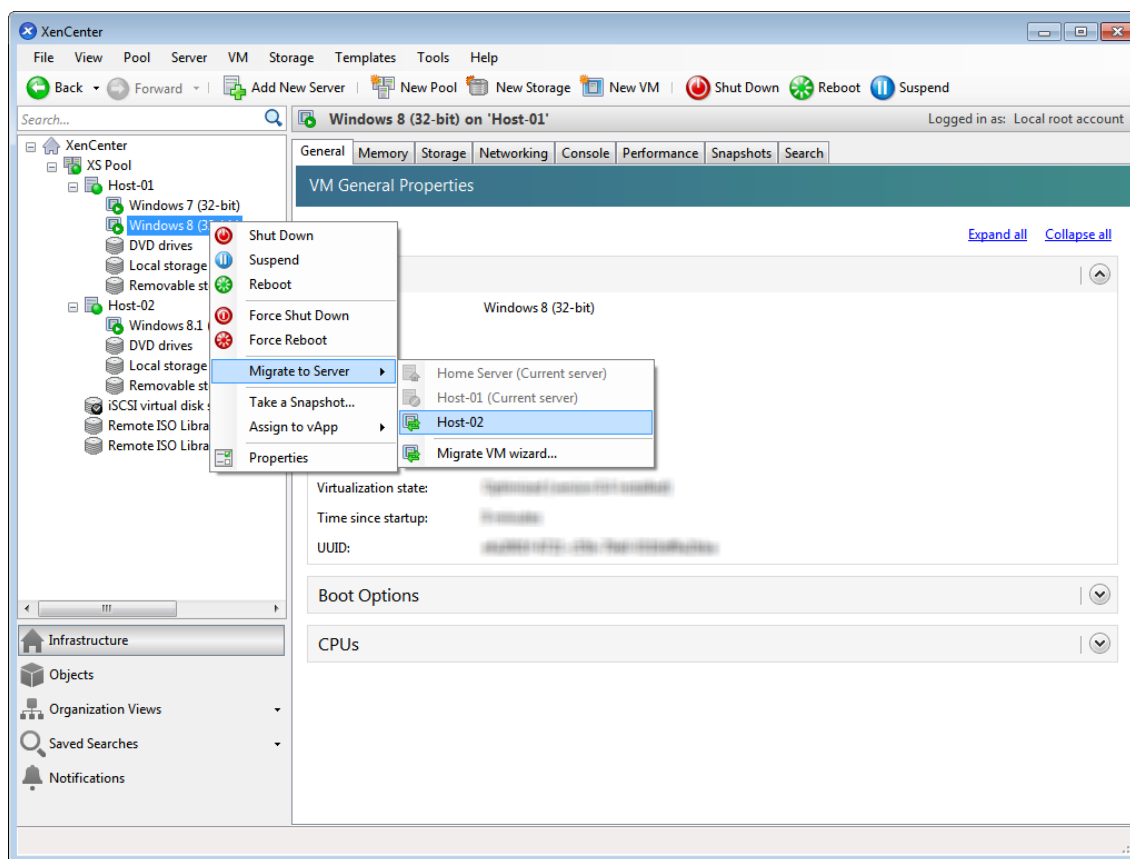 XenCenter
File View Pool Server VM Storage Templates Tools Help
Back Forward Add New Server New Pool New Storage New VM Shut Down Reboot Suspend
Search...
Windows 8 (32-bit) on 'Host-01' Logged in as: Local root account
XenCenter
XS Pool
Host-01
Windows 7 (32-bit)
Windows 8 (3
DVD drives
Local storage
Removable st
Host-02
Windows 8.1 (
DVD drives
Local storage
Removable st
iSCSI virtual disk s
Remote ISO Libra
Remote ISO Libra
General Memory Storage Networking Console Performance Snapshots Search
VM General Properties
Expand all Collapse all
Windows 8 (32-bit)
Shut Down
Suspend
Reboot
Force Shut Down
Force Reboot
Migrate to Server
Take a Snapshot...
Assign to vApp
Properties
Home Server (Current server)
Host-01 (Current server)
Host-02
Migrate VM wizard...
Virtualization state:
Time since startup:
UUID:
Boot Options
CPUs
Infrastructure
Objects
Organization Views
Saved Searches
Notifications